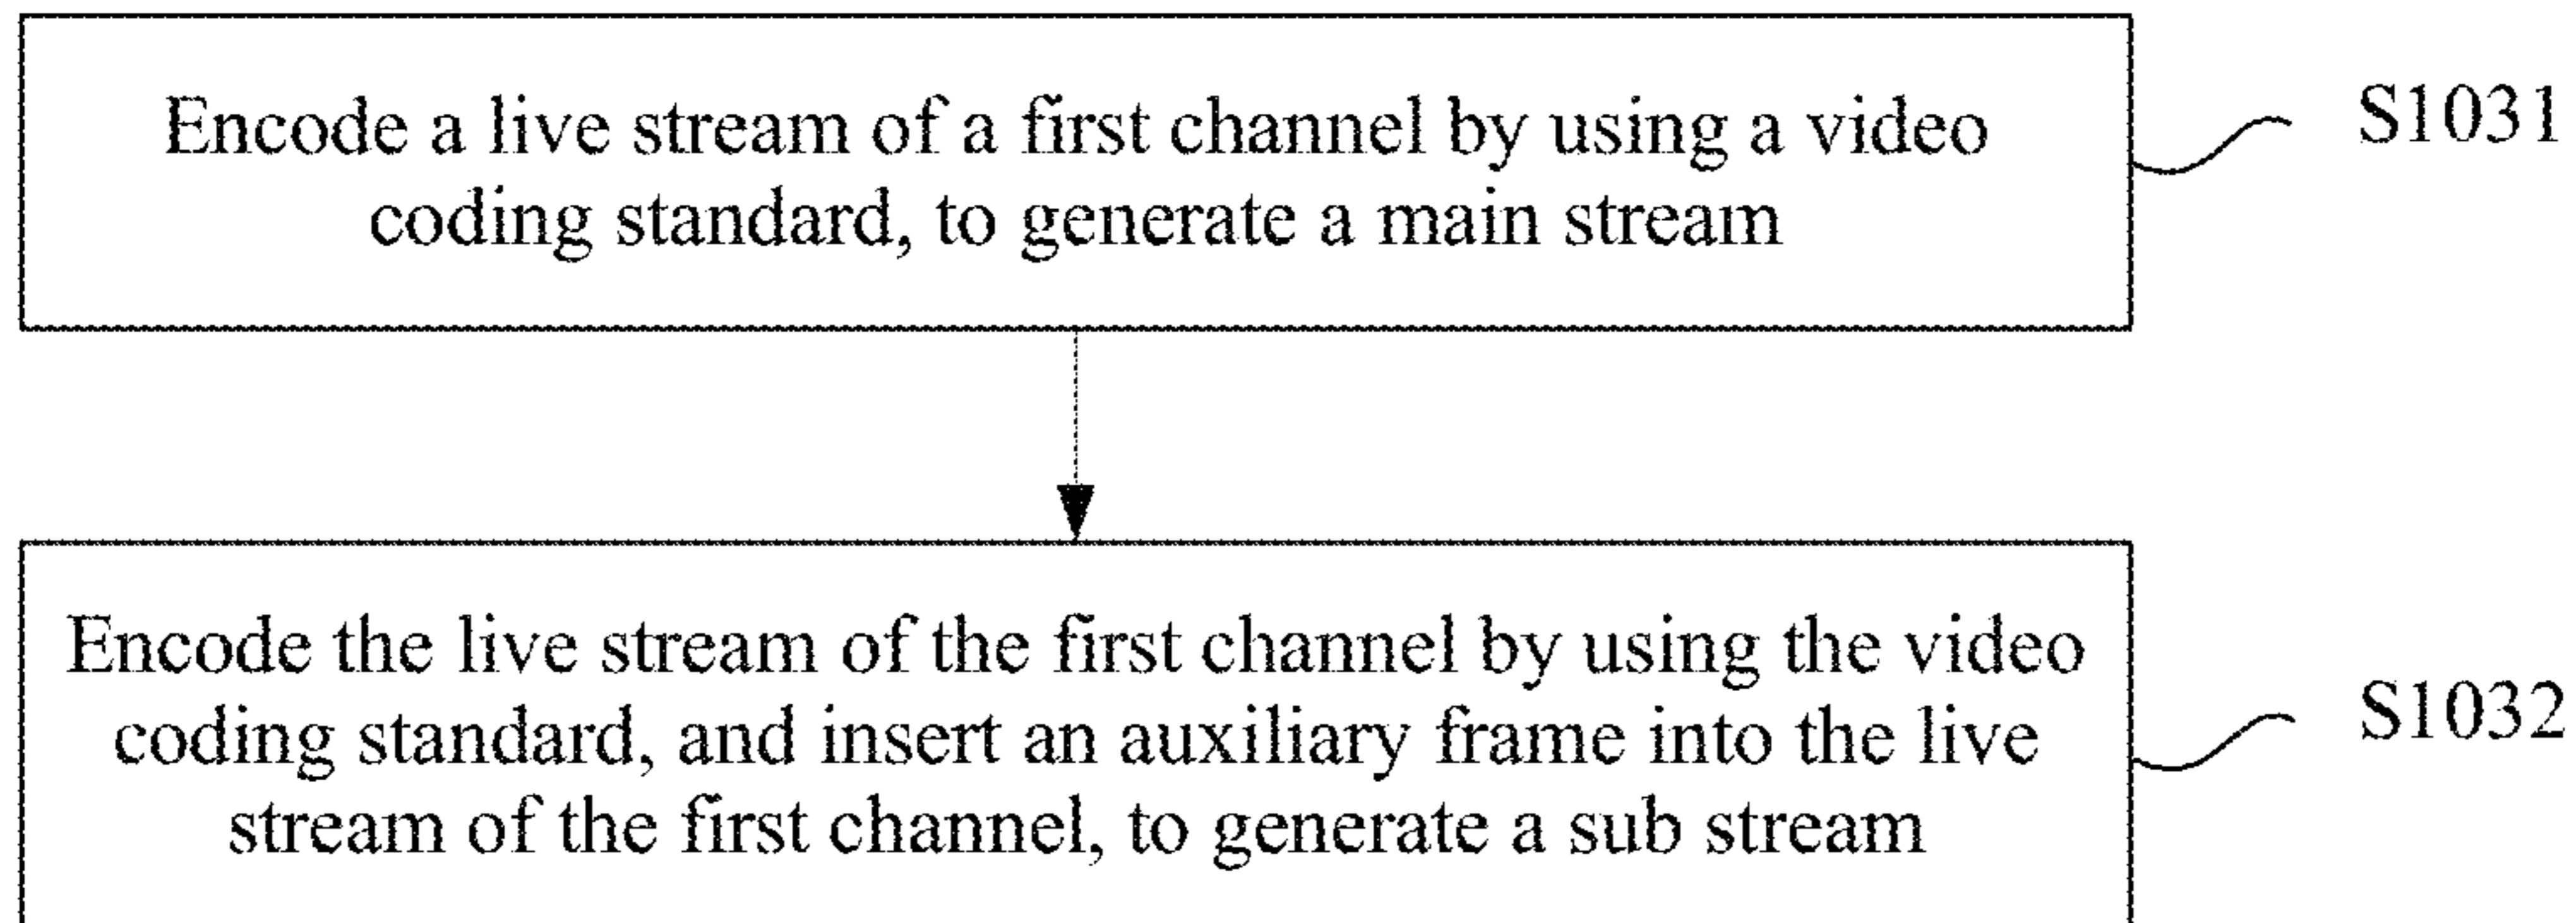 Encode a live stream of a first channel by using a video
coding standard, to generate a main stream
S1031
Encode the live stream of the first channel by using the video
coding standard, and insert an auxiliary frame into the live
stream of the first channel, to generate a sub stream
S1032